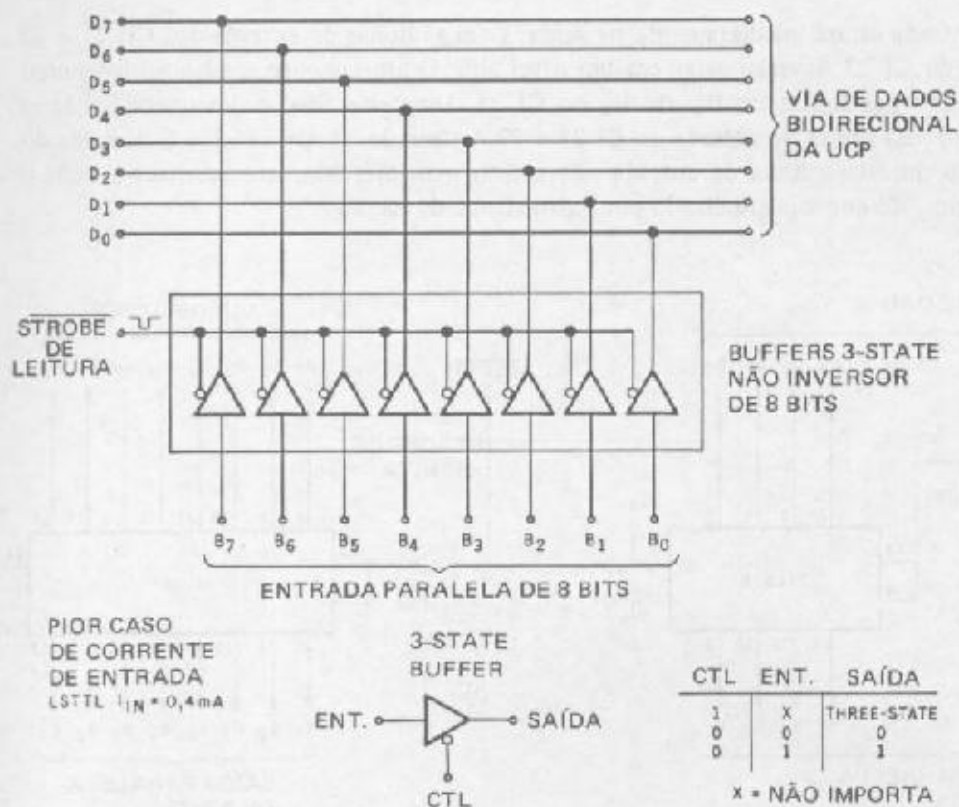 D7
D6
D5
D4
D3
D2
D1
D0
VIA DE DADOS
BIDIRECIONAL
DA UCP
STROBE
DE
LEITURA
BUFFERS 3-STATE
NÃO INVERSOR
DE 8 BITS
B7 B6 B5 B4 B3 B2 B1 B0
ENTRADA PARALELA DE 8 BITS
PIOR CASO
DE CORRENTE
DE ENTRADA
LSTTL IIN = 0,4mA
3-STATE
BUFFER
ENT. SAÍDA
CTL
CTL ENT. SAÍDA
1 X THREE-STATE
0 0 0
0 1 1
X = NÃO IMPORTA